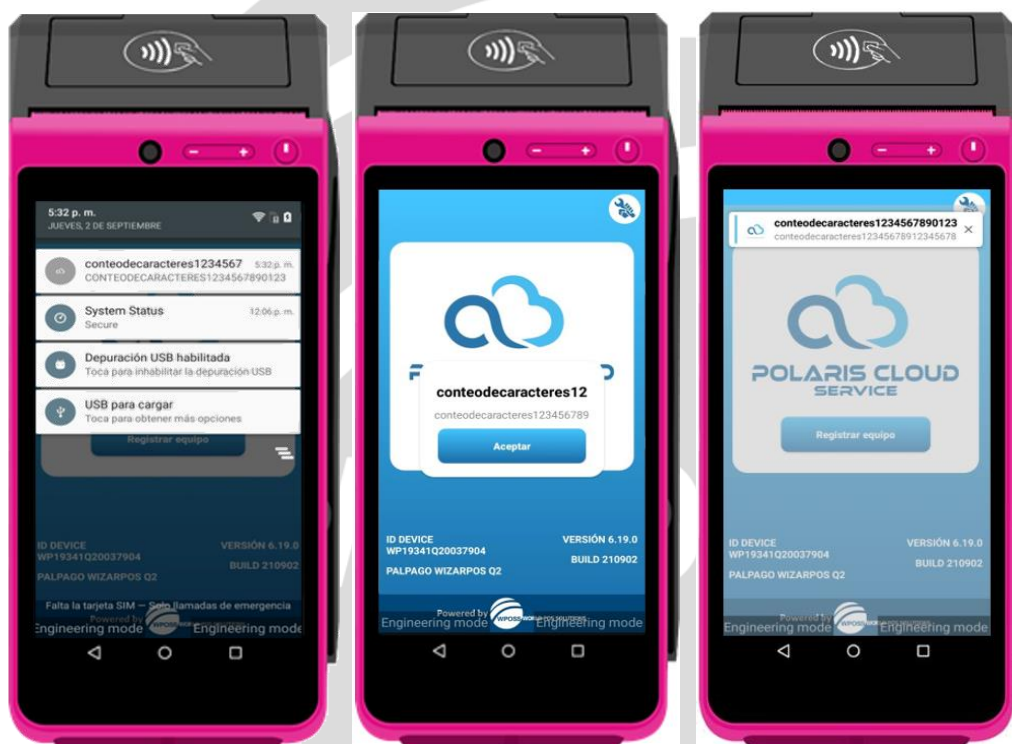 5:32 p. m.
JUEVES, 2 DE SEPTIEMBRE
conteodecaracteres1234567 5:32 p. m.
CONTEODECARACTERES1234567890123
System Status 12:06 p. m.
Secure
Depuración USB habilitada
Toca para inhabilitar la depuración USB
USB para cargar
Toca para obtener más opciones
Registrar equipo
ID DEVICE
WP19341Q20037904
VERSIÓN 6.19.0
BUILD 210902
PALPAGO WIZARPOS Q2
Falta la tarjeta SIM — Solo llamadas de emergencia
Powered by
WPOSS
Engineering mode Engineering mode
conteodecaracteres12
conteodecaracteres123456789
Aceptar
ID DEVICE
WP19341Q20037904
VERSIÓN 6.19.0
BUILD 210902
PALPAGO WIZARPOS Q2
Powered by
WPOSS
Engineering mode Engineering mode
conteodecaracteres1234567890123
conteodecaracteres12345678912345678
POLARIS CLOUD
SERVICE
Registrar equipo
ID DEVICE
WP19341Q20037904
VERSIÓN 6.19.0
BUILD 210902
PALPAGO WIZARPOS Q2
Powered by
WPOSS
Engineering mode Engineering mode